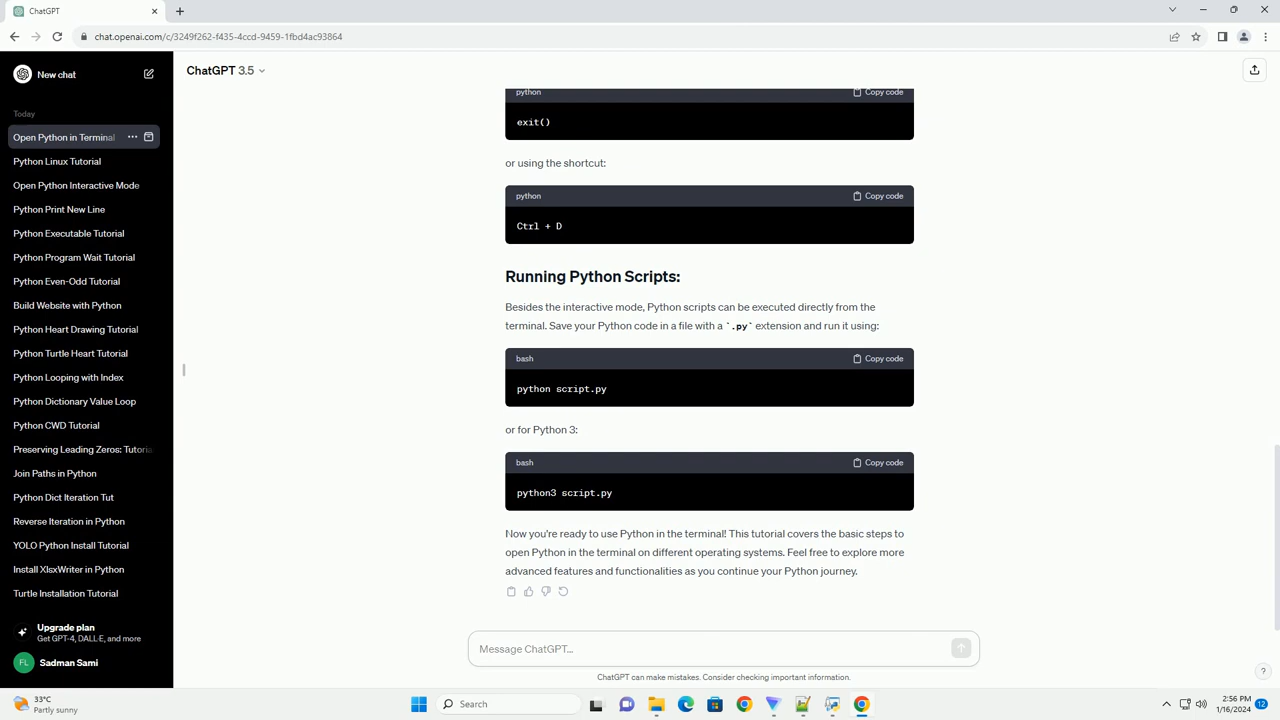 ChatGPT
chat.openai.com/c/3249f262-f435-4ccd-9459-1fbd4ac93864
New chat
Today
Open Python in Terminal
Python Linux Tutorial
Open Python Interactive Mode
Python Print New Line
Python Executable Tutorial
Python Program Wait Tutorial
Python Even-Odd Tutorial
Build Website with Python
Python Heart Drawing Tutorial
Python Turtle Heart Tutorial
Python Looping with Index
Python Dictionary Value Loop
Python CWD Tutorial
Preserving Leading Zeros: Tutoria
Join Paths in Python
Python Dict Iteration Tut
Reverse Iteration in Python
YOLO Python Install Tutorial
Install XlsxWriter in Python
Turtle Installation Tutorial
Upgrade plan
Get GPT-4, DALL·E, and more
FL Sadman Sami
ChatGPT 3.5
python Copy code
exit()
or using the shortcut:
python Copy code
Ctrl + D
Running Python Scripts:
Besides the interactive mode, Python scripts can be executed directly from the
terminal. Save your Python code in a file with a `.py` extension and run it using:
bash Copy code
python script.py
or for Python 3:
bash Copy code
python3 script.py
Now you're ready to use Python in the terminal! This tutorial covers the basic steps to
open Python in the terminal on different operating systems. Feel free to explore more
advanced features and functionalities as you continue your Python journey.
Message ChatGPT...
ChatGPT can make mistakes. Consider checking important information.
?
33°C
Partly sunny
Search
2:56 PM
1/16/2024
12